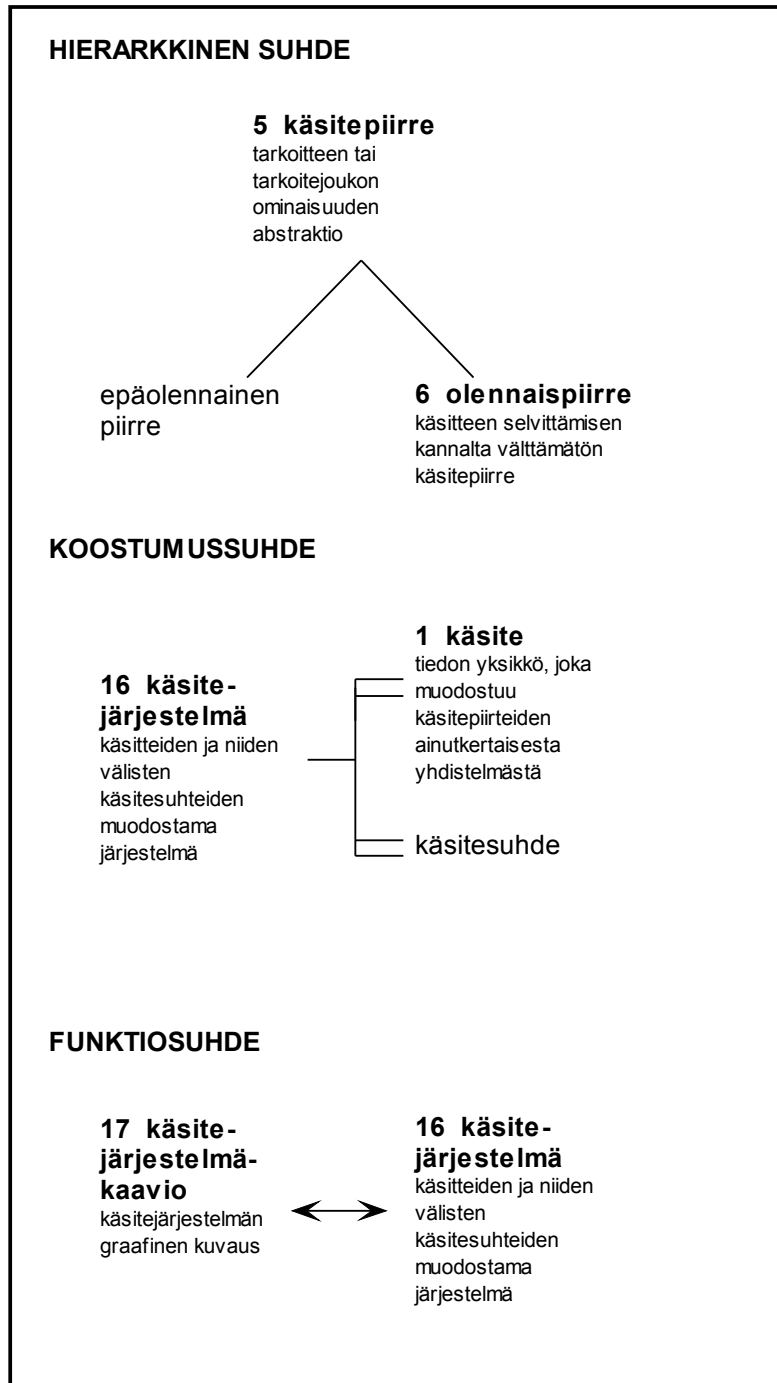 HIERARKKINEN SUHDE
5 käsitepiirre
tarkoitteen tai
tarkoitejoukon
ominaisuuden
abstraktio
epäolennainen
piirre
6 olennaispiirre
käsitteen selvittämisen
kannalta välttämätön
käsitepiirre
KOOSTUMUSSUHDE
16 käsite-
järjestelmä
käsitteiden ja niiden
välisten
käsitesuhteiden
muodostama
järjestelmä
1 käsite
tiedon yksikkö, joka
muodostuu
käsitepiirteiden
ainutkertaisesta
yhdistelmästä
käsitesuhde
FUNKTIOSUHDE
17 käsite-
järjestelmä-
kaavio
käsitejärjestelmän
graafinen kuvaus
16 käsite-
järjestelmä
käsitteiden ja niiden
välisten
käsitesuhteiden
muodostama
järjestelmä